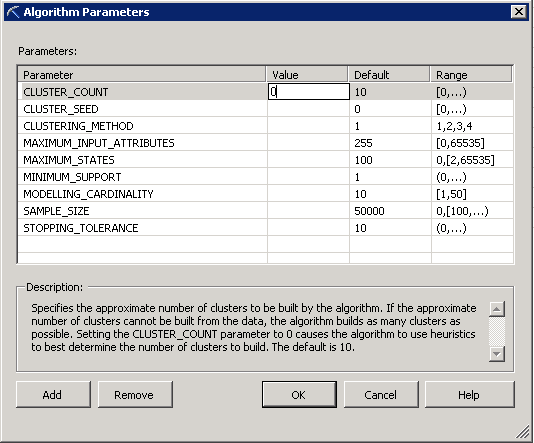 Algorithm Parameters
Parameters:
Parameter Value Default Range
CLUSTER_COUNT 0 10 [0,...)
CLUSTER_SEED 0 [0,...)
CLUSTERING_METHOD 1 1,2,3,4
MAXIMUM_INPUT_ATTRIBUTES 255 [0,65535]
MAXIMUM_STATES 100 0,[2,65535]
MINIMUM_SUPPORT 1 (0,...)
MODELLING_CARDINALITY 10 [1,50]
SAMPLE_SIZE 50000 0,[100,...)
STOPPING_TOLERANCE 10 (0,...)
Description:
Specifies the approximate number of clusters to be built by the algorithm. If the approximate
number of clusters cannot be built from the data, the algorithm builds as many clusters as
possible. Setting the CLUSTER_COUNT parameter to 0 causes the algorithm to use heuristics
to best determine the number of clusters to build. The default is 10.
Add Remove OK Cancel Help